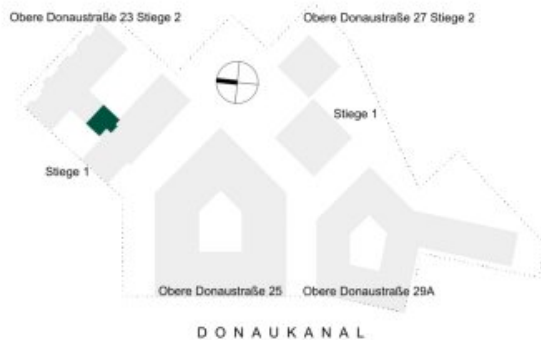 Obere Donaustraße 23 Stiege 2
Obere Donaustraße 27 Stiege 2
Stiege 1
Stiege 1
Obere Donaustraße 25
Obere Donaustraße 29A
DONAUKANAL